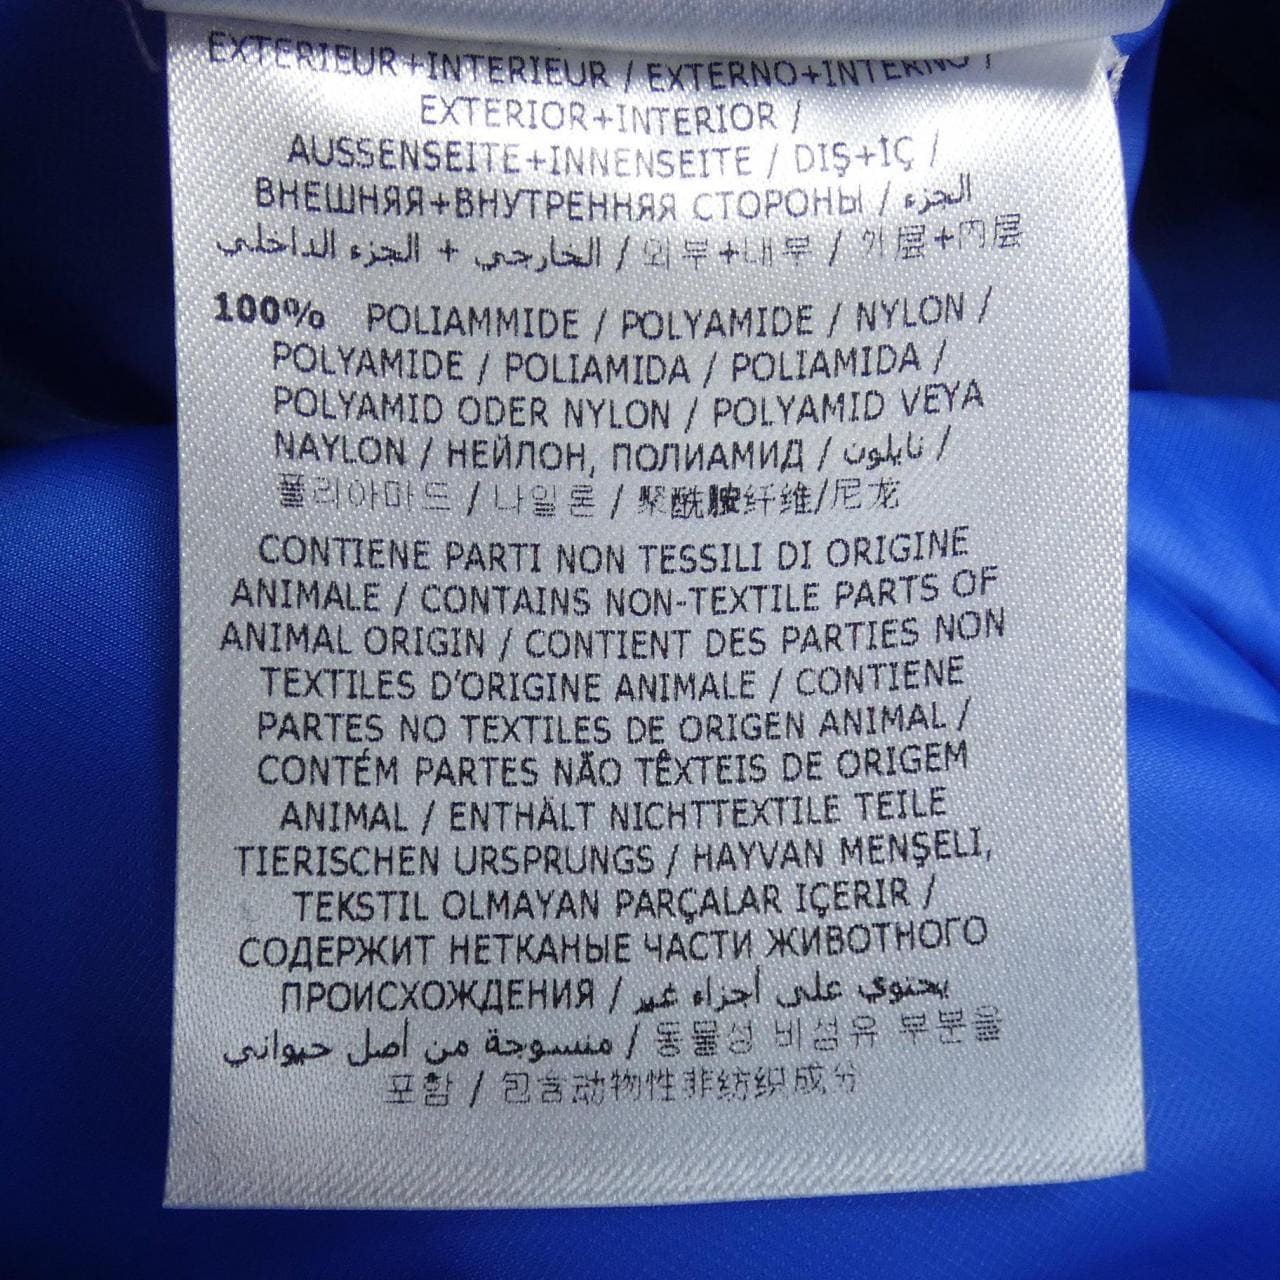 EXTERIEUR+INTERIEUR / EXTERNO+INTERNO /
EXTERIOR+INTERIOR /
AUSSENSEITE+INNENSEITE / DIŞ+İÇ /
ВНЕШНЯЯ+ВНУТРЕННЯЯ СТОРОНЫ / الجزء
الخارجي + الجزء الداخلي / 외부+내부 / 外层+内层
100% POLIAMMIDE / POLYAMIDE / NYLON /
POLYAMIDE / POLIAMIDA / POLIAMIDA /
POLYAMID ODER NYLON / POLYAMID VEYA
NAYLON / НЕЙЛОН, ПОЛИАМИД / نايلون /
폴리아마드 / 나일론 / 聚酰胺纤维/尼龙
CONTIENE PARTI NON TESSILI DI ORIGINE
ANIMALE / CONTAINS NON-TEXTILE PARTS OF
ANIMAL ORIGIN / CONTIENT DES PARTIES NON
TEXTILES D'ORIGINE ANIMALE / CONTIENE
PARTES NO TEXTILES DE ORIGEN ANIMAL /
CONTÉM PARTES NÃO TÊXTEIS DE ORIGEM
ANIMAL / ENTHÄLT NICHTTEXTILE TEILE
TIERISCHEN URSPRUNGS / HAYVAN MENŞELI,
TEKSTIL OLMAYAN PARÇALAR IÇERIR /
СОДЕРЖИТ НЕТКАНЫЕ ЧАСТИ ЖИВОТНОГО
ПРОИСХОЖДЕНИЯ / يحتوي على أجزاء غير
منسوجة من أصل حيواني / 동물성 비섬유 부분을
포함 / 包含动物性非纺织成分